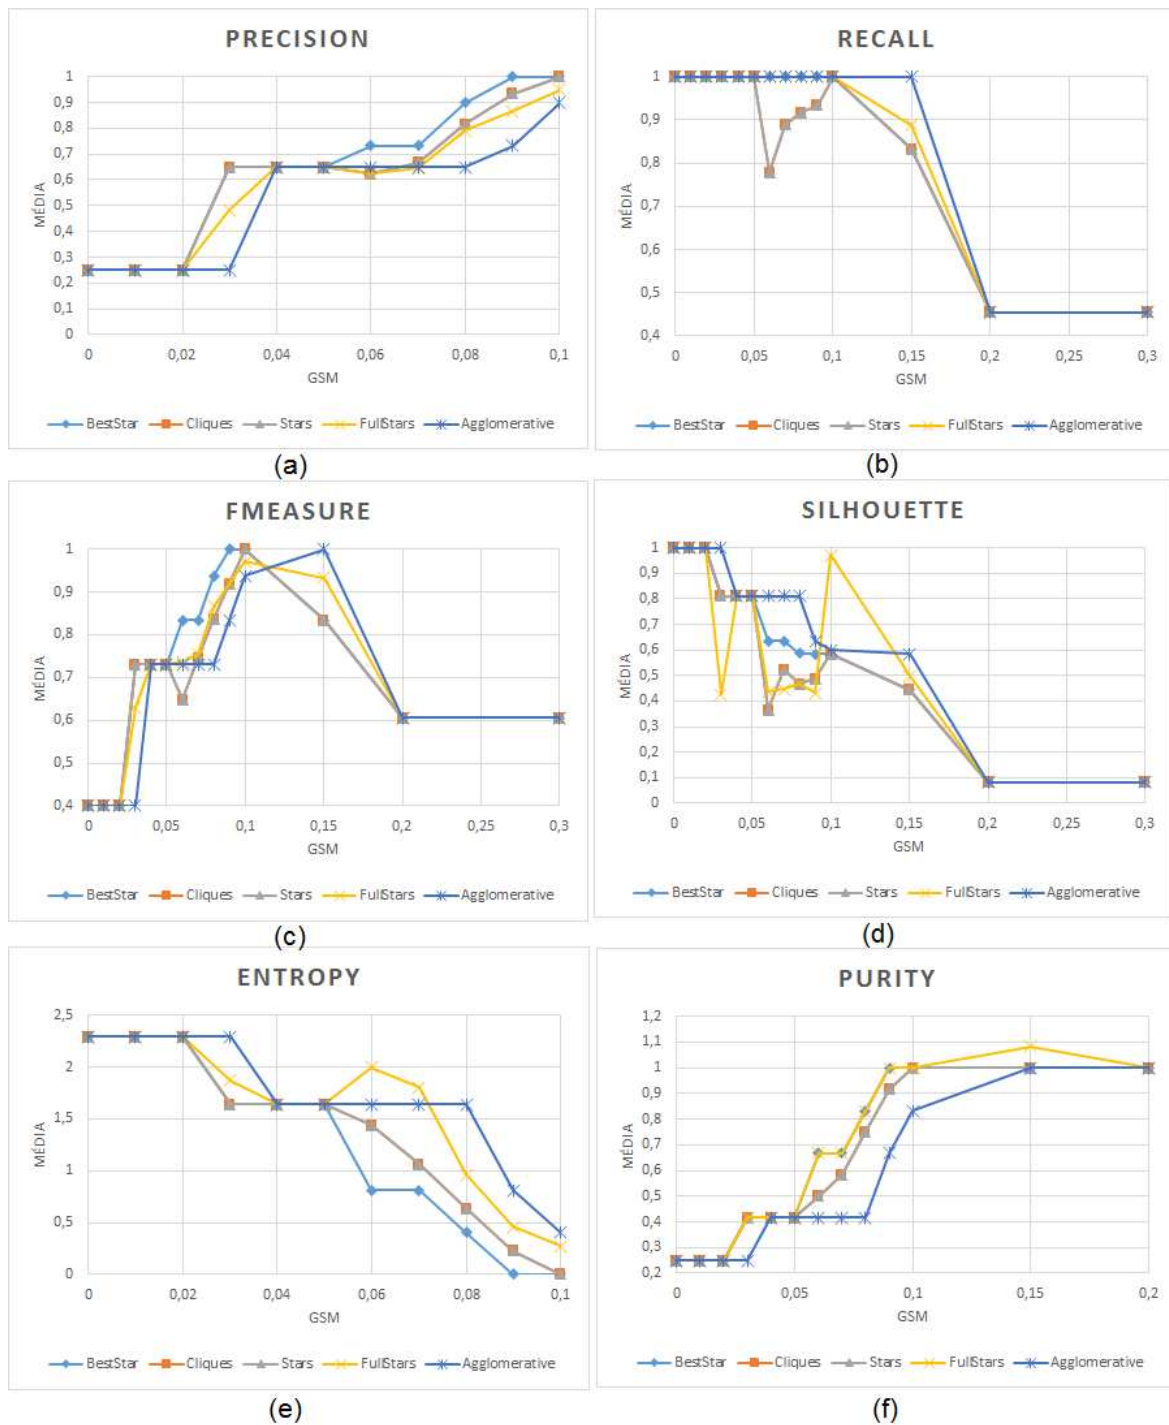 PRECISION
1
0,9
0,8
0,7
0,6
0,5
0,4
0,3
0,2
0,1
0
MÉDIA
0 0,02 0,04 0,06 0,08 0,1
GSM
BestStar Cliques Stars FullStars Agglomerative
(a)
RECALL
1
0,9
0,8
0,7
0,6
0,5
0,4
MÉDIA
0 0,05 0,1 0,15 0,2 0,25 0,3
GSM
BestStar Cliques Stars FullStars Agglomerative
(b)
FMEASURE
1
0,9
0,8
0,7
0,6
0,5
0,4
MÉDIA
0 0,05 0,1 0,15 0,2 0,25 0,3
GSM
BestStar Cliques Stars FullStars Agglomerative
(c)
SILHOUETTE
1
0,9
0,8
0,7
0,6
0,5
0,4
0,3
0,2
0,1
0
MÉDIA
0 0,05 0,1 0,15 0,2 0,25 0,3
GSM
BestStar Cliques Stars FullStars Agglomerative
(d)
ENTROPY
2,5
2
1,5
1
0,5
0
MÉDIA
0 0,02 0,04 0,06 0,08 0,1
GSM
BestStar Cliques Stars FullStars Agglomerative
(e)
PURITY
1,2
1,1
1
0,9
0,8
0,7
0,6
0,5
0,4
0,3
0,2
MÉDIA
0 0,05 0,1 0,15 0,2
GSM
BestStar Cliques Stars FullStars Agglomerative
(f)